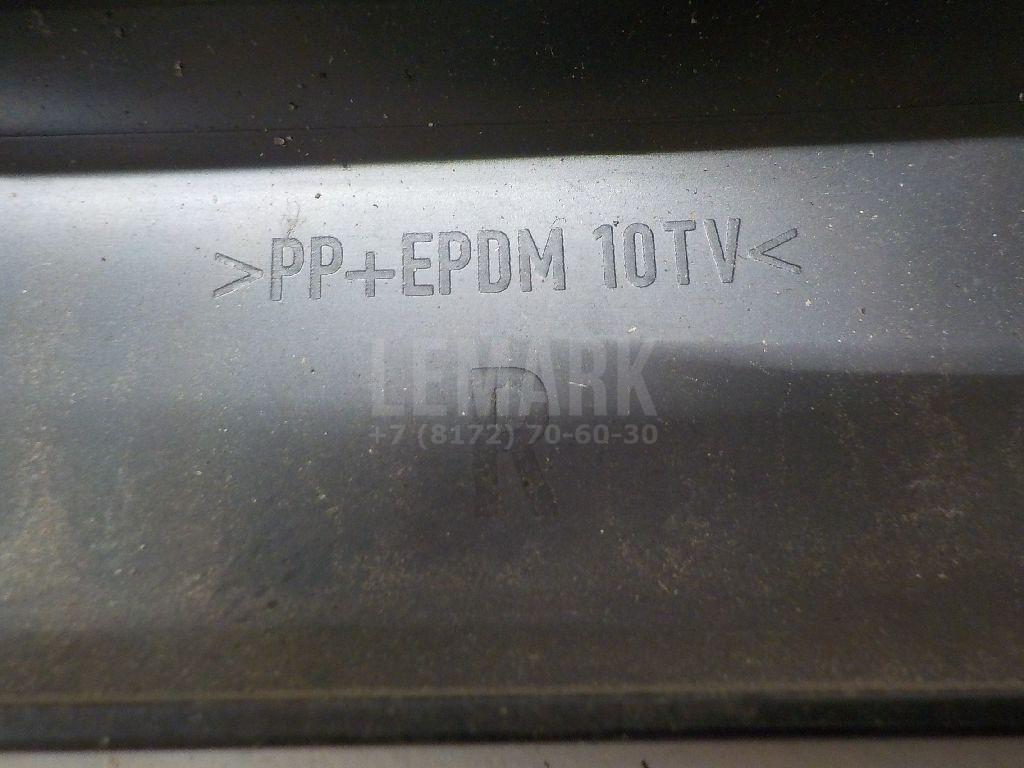 >PP+EPDM 10TV<
LEMARK
R
+7 (8172) 70-60-30